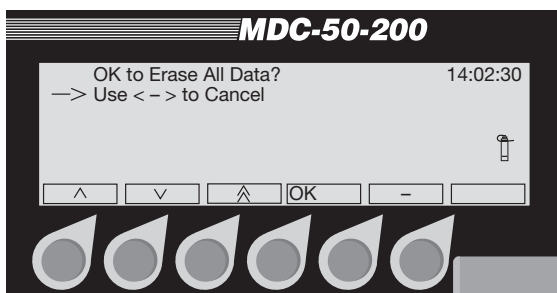 MDC-50-200
OK to Erase All Data? 14:02:30
—> Use < – > to Cancel
OK –